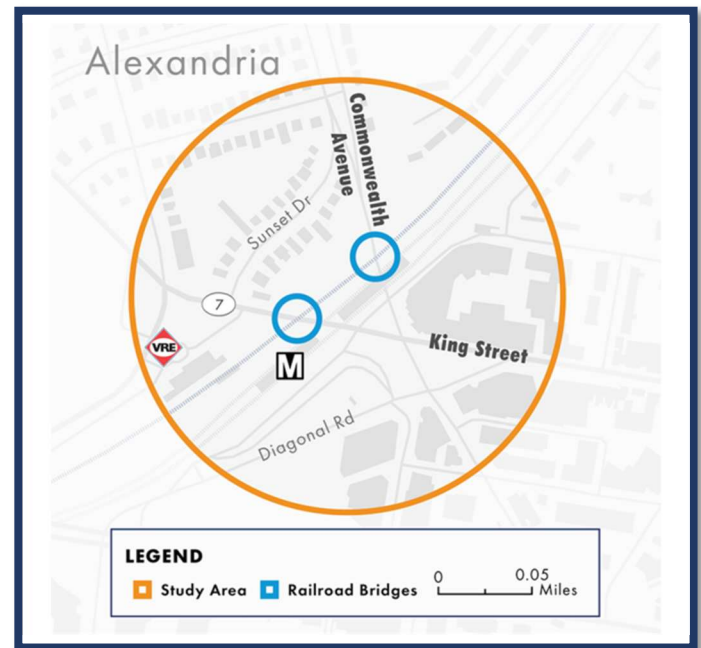 Alexandria
Commonwealth
Avenue
Sunset Dr
7
VRE
M
King Street
Diagonal Rd
LEGEND
Study Area
Railroad Bridges
0
0.05
Miles